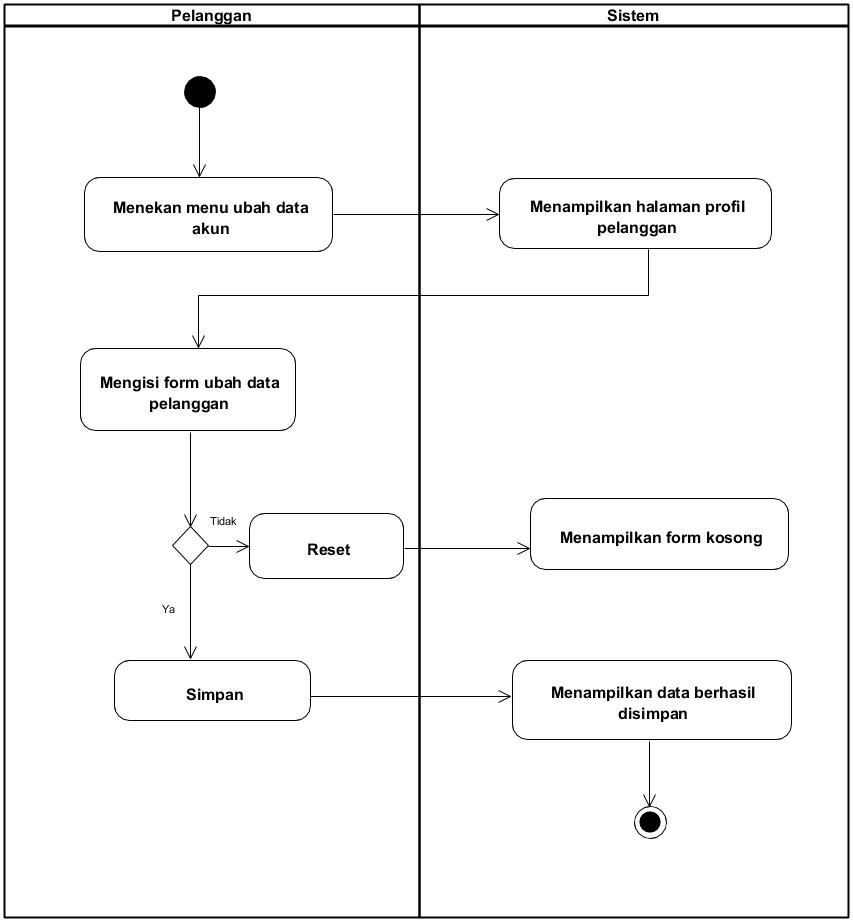 Pelanggan
Sistem
Menekan menu ubah data
akun
Menampilkan halaman profil
pelanggan
Mengisi form ubah data
pelanggan
Tidak
Reset
Menampilkan form kosong
Ya
Simpan
Menampilkan data berhasil
disimpan